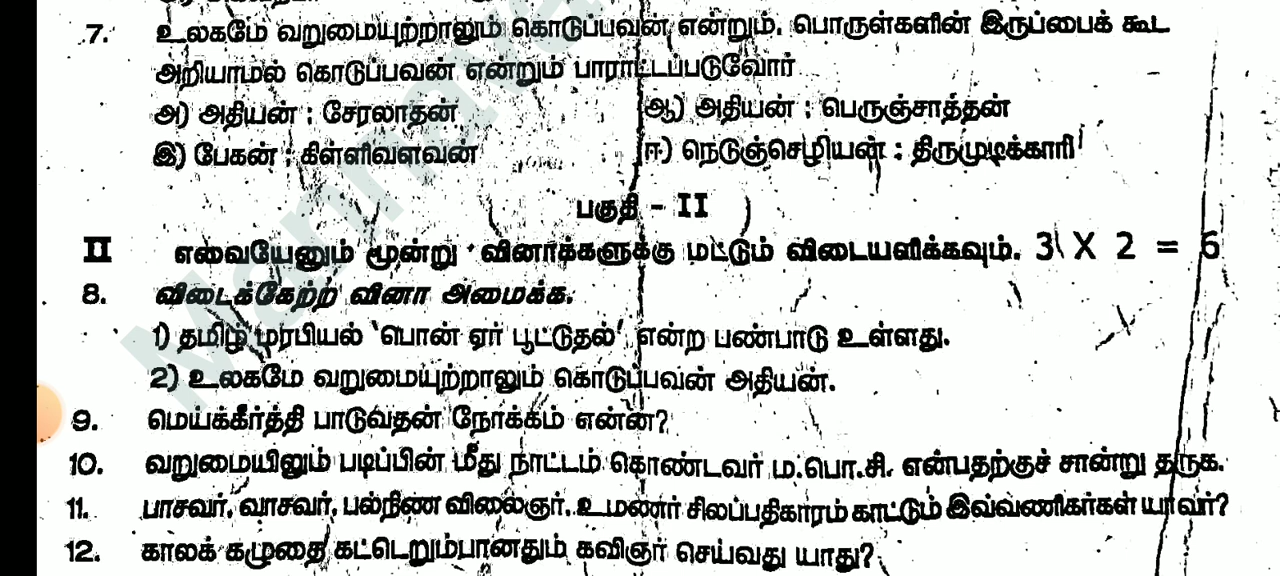 7. உலகமே வறுமையுற்றாலும் கொடுப்பவன் என்றும், பொருள்களின் இருப்பைக் கூட
அறியாமல் கொடுப்பவன் என்றும் பாராட்டப்படுவோர்
அ) அதியன் ; சேரலாதன் ஆ) அதியன் ; பெருஞ்சாத்தன்
இ) பேகன் ; கிள்ளிவளவன் ஈ) நெடுஞ்செழியன் : திருமுடிக்காரி
பகுதி - II
II எவையேனும் மூன்று வினாக்களுக்கு மட்டும் விடையளிக்கவும். 3 X 2 = 6
8. விடைக்கேற்ற வினா அமைக்க.
1) தமிழ் மரபியல் 'பொன் ஏர் பூட்டுதல்' என்ற பண்பாடு உள்ளது.
2) உலகமே வறுமையுற்றாலும் கொடுப்பவன் அதியன்.
9. மெய்க்கீர்த்தி பாடுவதன் நோக்கம் என்ன?
10. வறுமையினும் படிப்பின் மீது நாட்டம் கொண்டவர் ம.பொ.சி. என்பதற்குச் சான்று தருக.
11. பாசவர், வாசவர், பல்நிண விலைஞர், உமணர் சிலப்பதிகாரம் காட்டும் இவ்வணிகர்கள் யாவர்?
12. காலக் கழுதை கட்டெறும்பானதும் கவிஞர் செய்வது யாது?